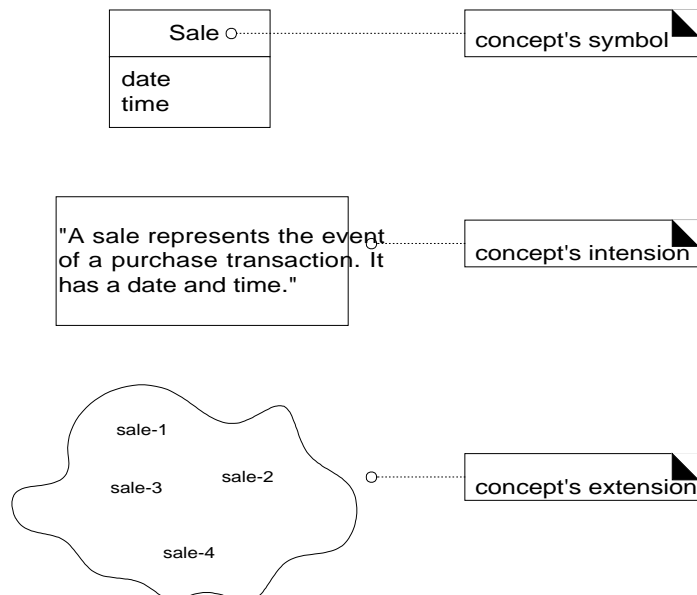 Sale
concept's symbol
date
time
"A sale represents the event
of a purchase transaction. It
has a date and time."
concept's intension
sale-1
sale-2
sale-3
concept's extension
sale-4